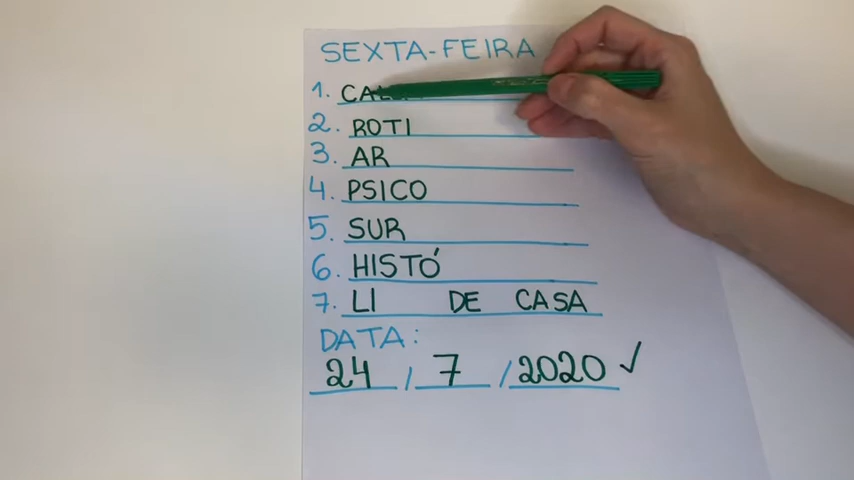 SEXTA-FEIRA
1. CAL
2. ROTI
3. AR
4. PSICO
5. SUR
6. HISTÓ
7. LI DE CASA
DATA:
24 / 7 / 2020 ✓